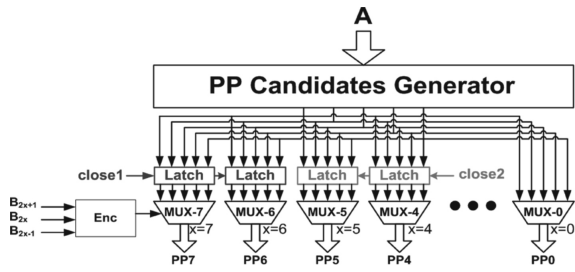 A
PP Candidates Generator
close1 Latch Latch Latch Latch close2
B2x+1
B2x
B2x-1
Enc
MUX-7 MUX-6 MUX-5 MUX-4 MUX-0
x=7 x=6 x=5 x=4 x=0
PP7 PP6 PP5 PP4 PP0